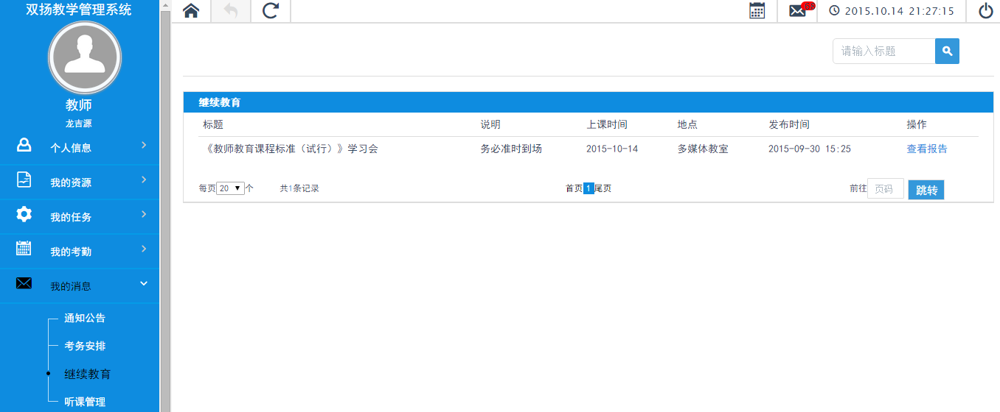 双扬教学管理系统
教师
龙吉源
个人信息
我的资源
我的任务
我的考勤
我的消息
通知公告
考务安排
继续教育
听课管理
2015.10.14 21:27:15
请输入标题
继续教育
标题 说明 上课时间 地点 发布时间 操作
《教师教育课程标准（试行）》学习会 务必准时到场 2015-10-14 多媒体教室 2015-09-30 15:25 查看报告
每页 20 个 共1条记录 首页 1 尾页 前往 页码 跳转